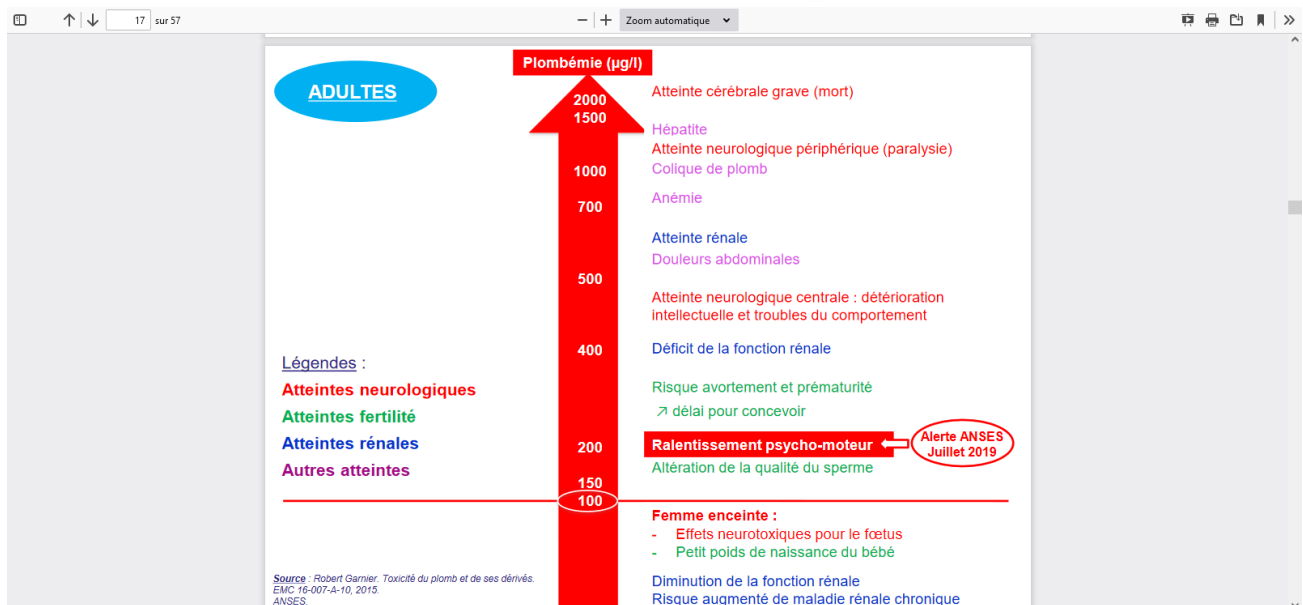 17 sur 57
Zoom automatique
Plombémie (µg/l)
ADULTES
2000
Atteinte cérébrale grave (mort)
1500
Hépatite
Atteinte neurologique périphérique (paralysie)
1000
Colique de plomb
Anémie
700
Atteinte rénale
Douleurs abdominales
500
Atteinte neurologique centrale : détérioration
intellectuelle et troubles du comportement
400
Déficit de la fonction rénale
Légendes :
Atteintes neurologiques
Atteintes fertilité
Atteintes rénales
Autres atteintes
Risque avortement et prématurité
↗ délai pour concevoir
200
Ralentissement psycho-moteur
Alerte ANSES
Juillet 2019
Altération de la qualité du sperme
150
100
Femme enceinte :
- Effets neurotoxiques pour le fœtus
- Petit poids de naissance du bébé
Diminution de la fonction rénale
Risque augmenté de maladie rénale chronique
Source : Robert Garnier. Toxicité du plomb et de ses dérivés.
EMC 16-007-A-10, 2015.
ANSES.